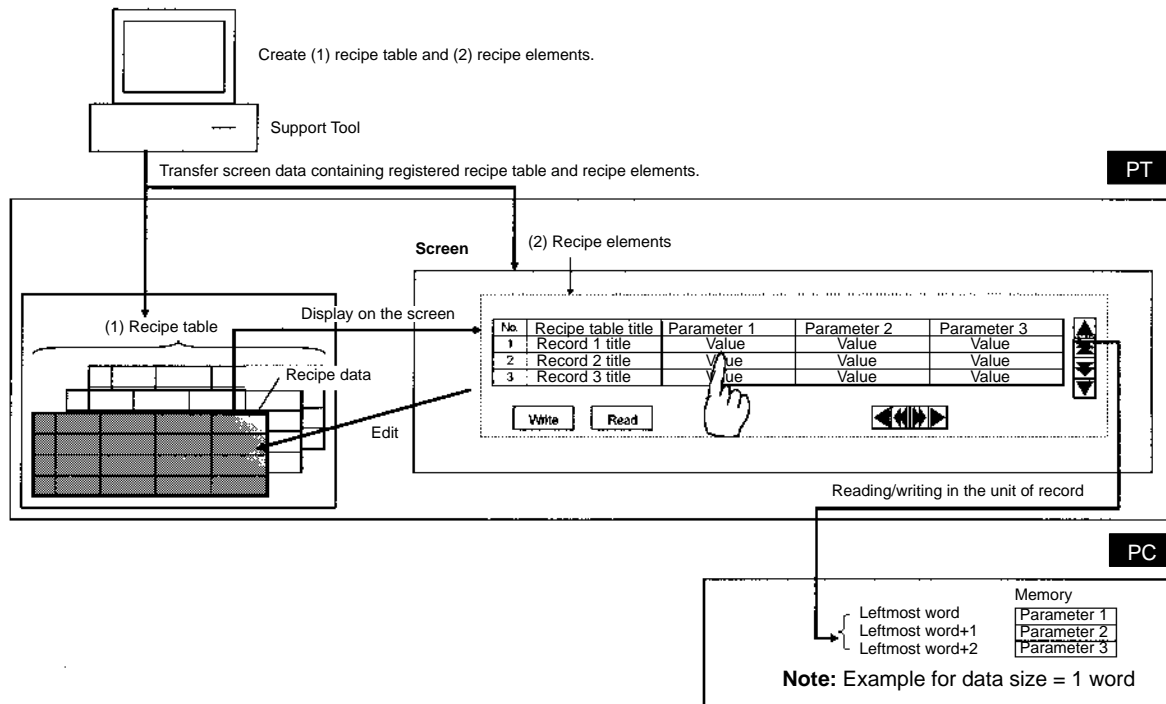 Create (1) recipe table and (2) recipe elements.
Support Tool
Transfer screen data containing registered recipe table and recipe elements.
PT
Screen
(2) Recipe elements
(1) Recipe table
Display on the screen
Recipe data
Edit
No. Recipe table title Parameter 1 Parameter 2 Parameter 3
1 Record 1 title Value Value Value
2 Record 2 title Value Value Value
3 Record 3 title Value Value Value
Write Read
Reading/writing in the unit of record
PC
Memory
Leftmost word Parameter 1
Leftmost word+1 Parameter 2
Leftmost word+2 Parameter 3
Note: Example for data size = 1 word